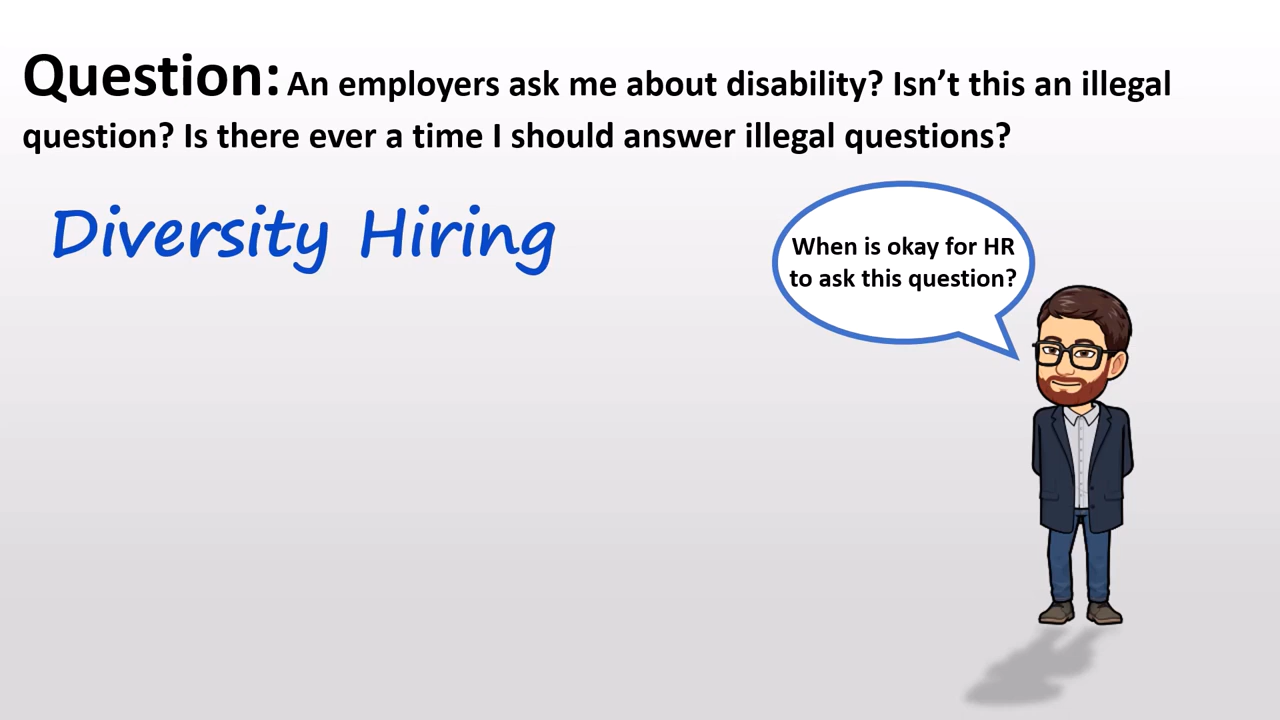 Question: An employers ask me about disability? Isn’t this an illegal
question? Is there ever a time I should answer illegal questions?
Diversity Hiring
When is okay for HR
to ask this question?